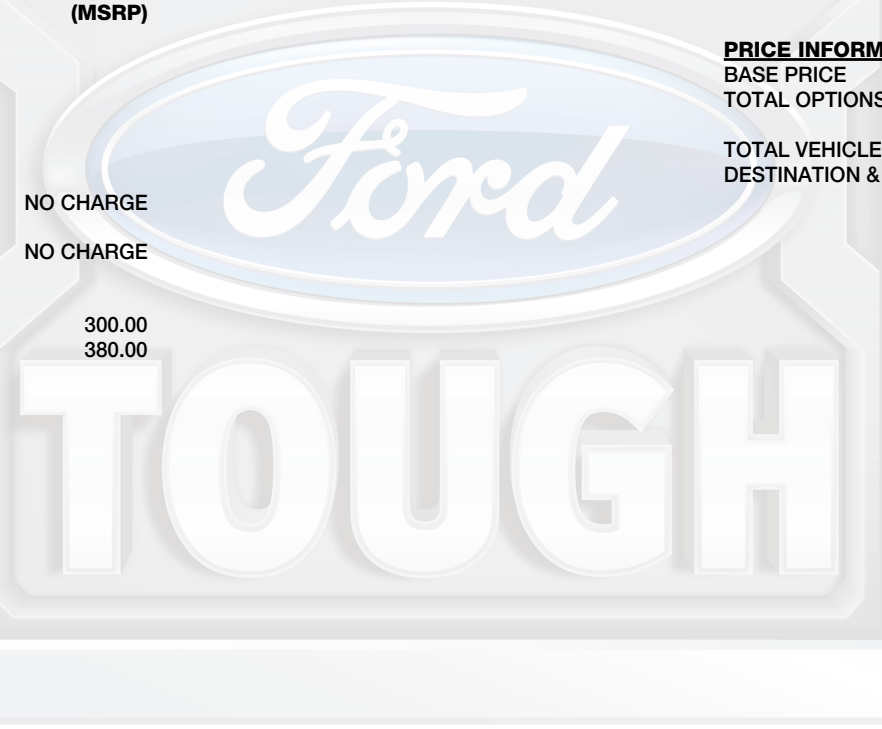 (MSRP)
NO CHARGE
NO CHARGE
300.00
380.00
PRICE INFORM
BASE PRICE
TOTAL OPTIONS
TOTAL VEHICLE
DESTINATION &
Ford
TOUGH